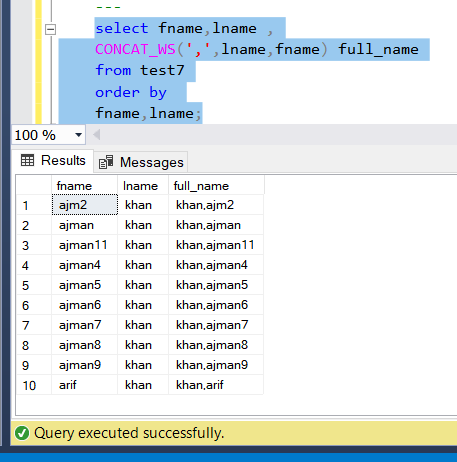 ---
select fname,lname ,
CONCAT_WS(',',lname,fname) full_name
from test7
order by
fname,lname;
100 %
Results Messages
fname lname full_name
1 ajm2 khan khan,ajm2
2 ajman khan khan,ajman
3 ajman11 khan khan,ajman11
4 ajman4 khan khan,ajman4
5 ajman5 khan khan,ajman5
6 ajman6 khan khan,ajman6
7 ajman7 khan khan,ajman7
8 ajman8 khan khan,ajman8
9 ajman9 khan khan,ajman9
10 arif khan khan,arif
Query executed successfully.